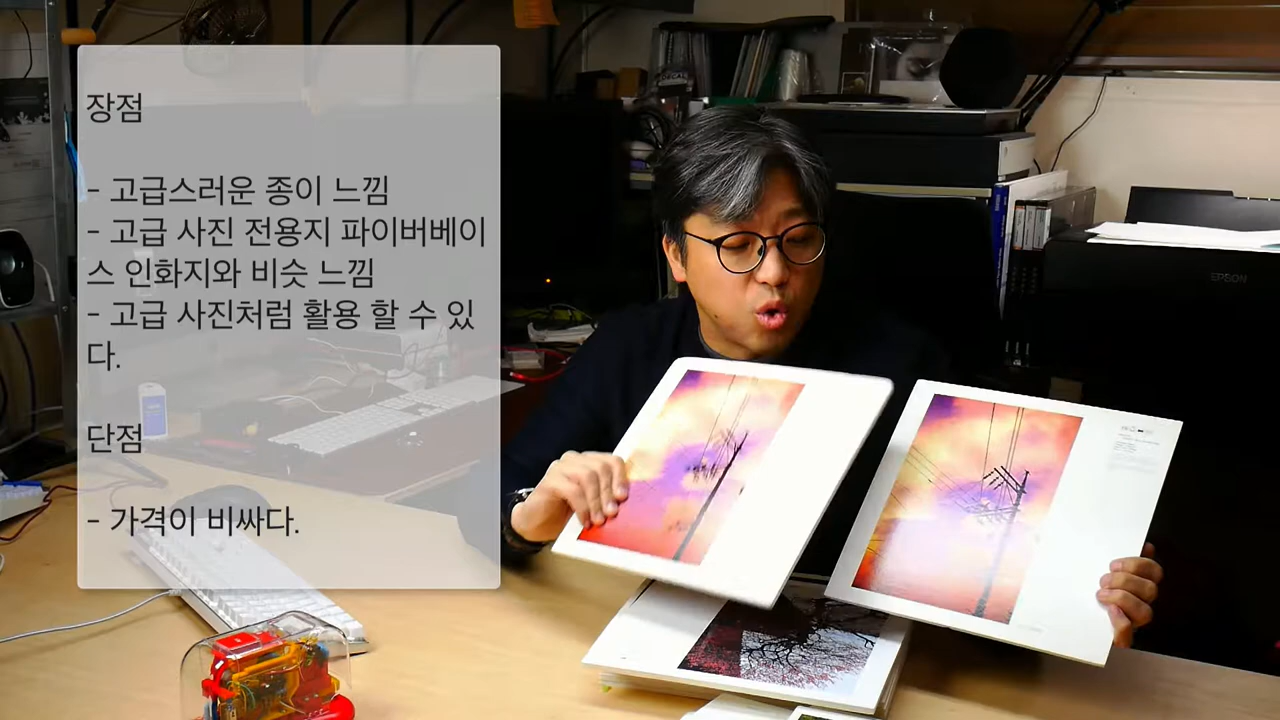 장점
- 고급스러운 종이 느낌
- 고급 사진 전용지 파이버베이
스 인화지와 비슷 느낌
- 고급 사진처럼 활용 할 수 있
다.
단점
- 가격이 비싸다.
EPSON